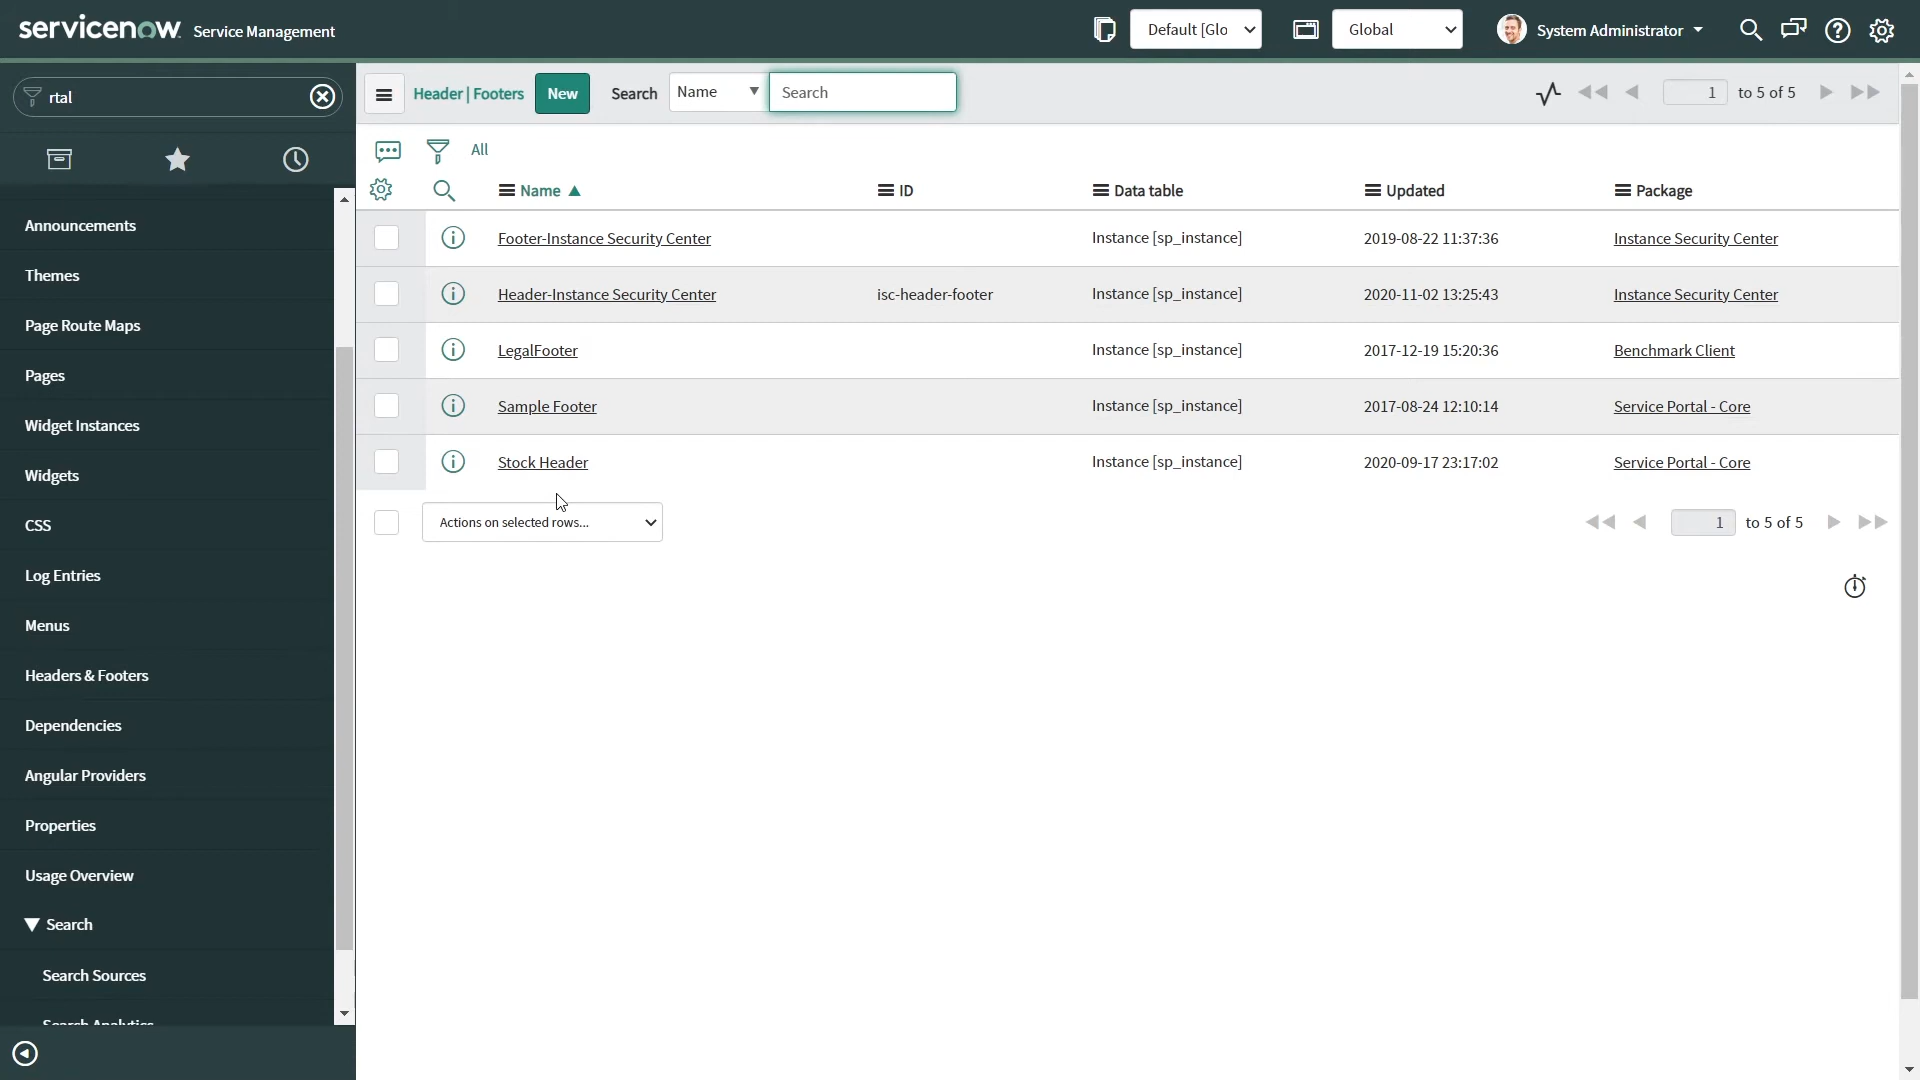 servicenow Service Management
Default [Glo
Global
System Administrator
rtal
Header | Footers
New
Search
Name
Search
1 to 5 of 5
All
Name
ID
Data table
Updated
Package
Footer-Instance Security Center
Instance [sp_instance]
2019-08-22 11:37:36
Instance Security Center
Header-Instance Security Center
isc-header-footer
Instance [sp_instance]
2020-11-02 13:25:43
Instance Security Center
LegalFooter
Instance [sp_instance]
2017-12-19 15:20:36
Benchmark Client
Sample Footer
Instance [sp_instance]
2017-08-24 12:10:14
Service Portal - Core
Stock Header
Instance [sp_instance]
2020-09-17 23:17:02
Service Portal - Core
Actions on selected rows...
1 to 5 of 5
Announcements
Themes
Page Route Maps
Pages
Widget Instances
Widgets
CSS
Log Entries
Menus
Headers & Footers
Dependencies
Angular Providers
Properties
Usage Overview
Search
Search Sources
Search Analytics